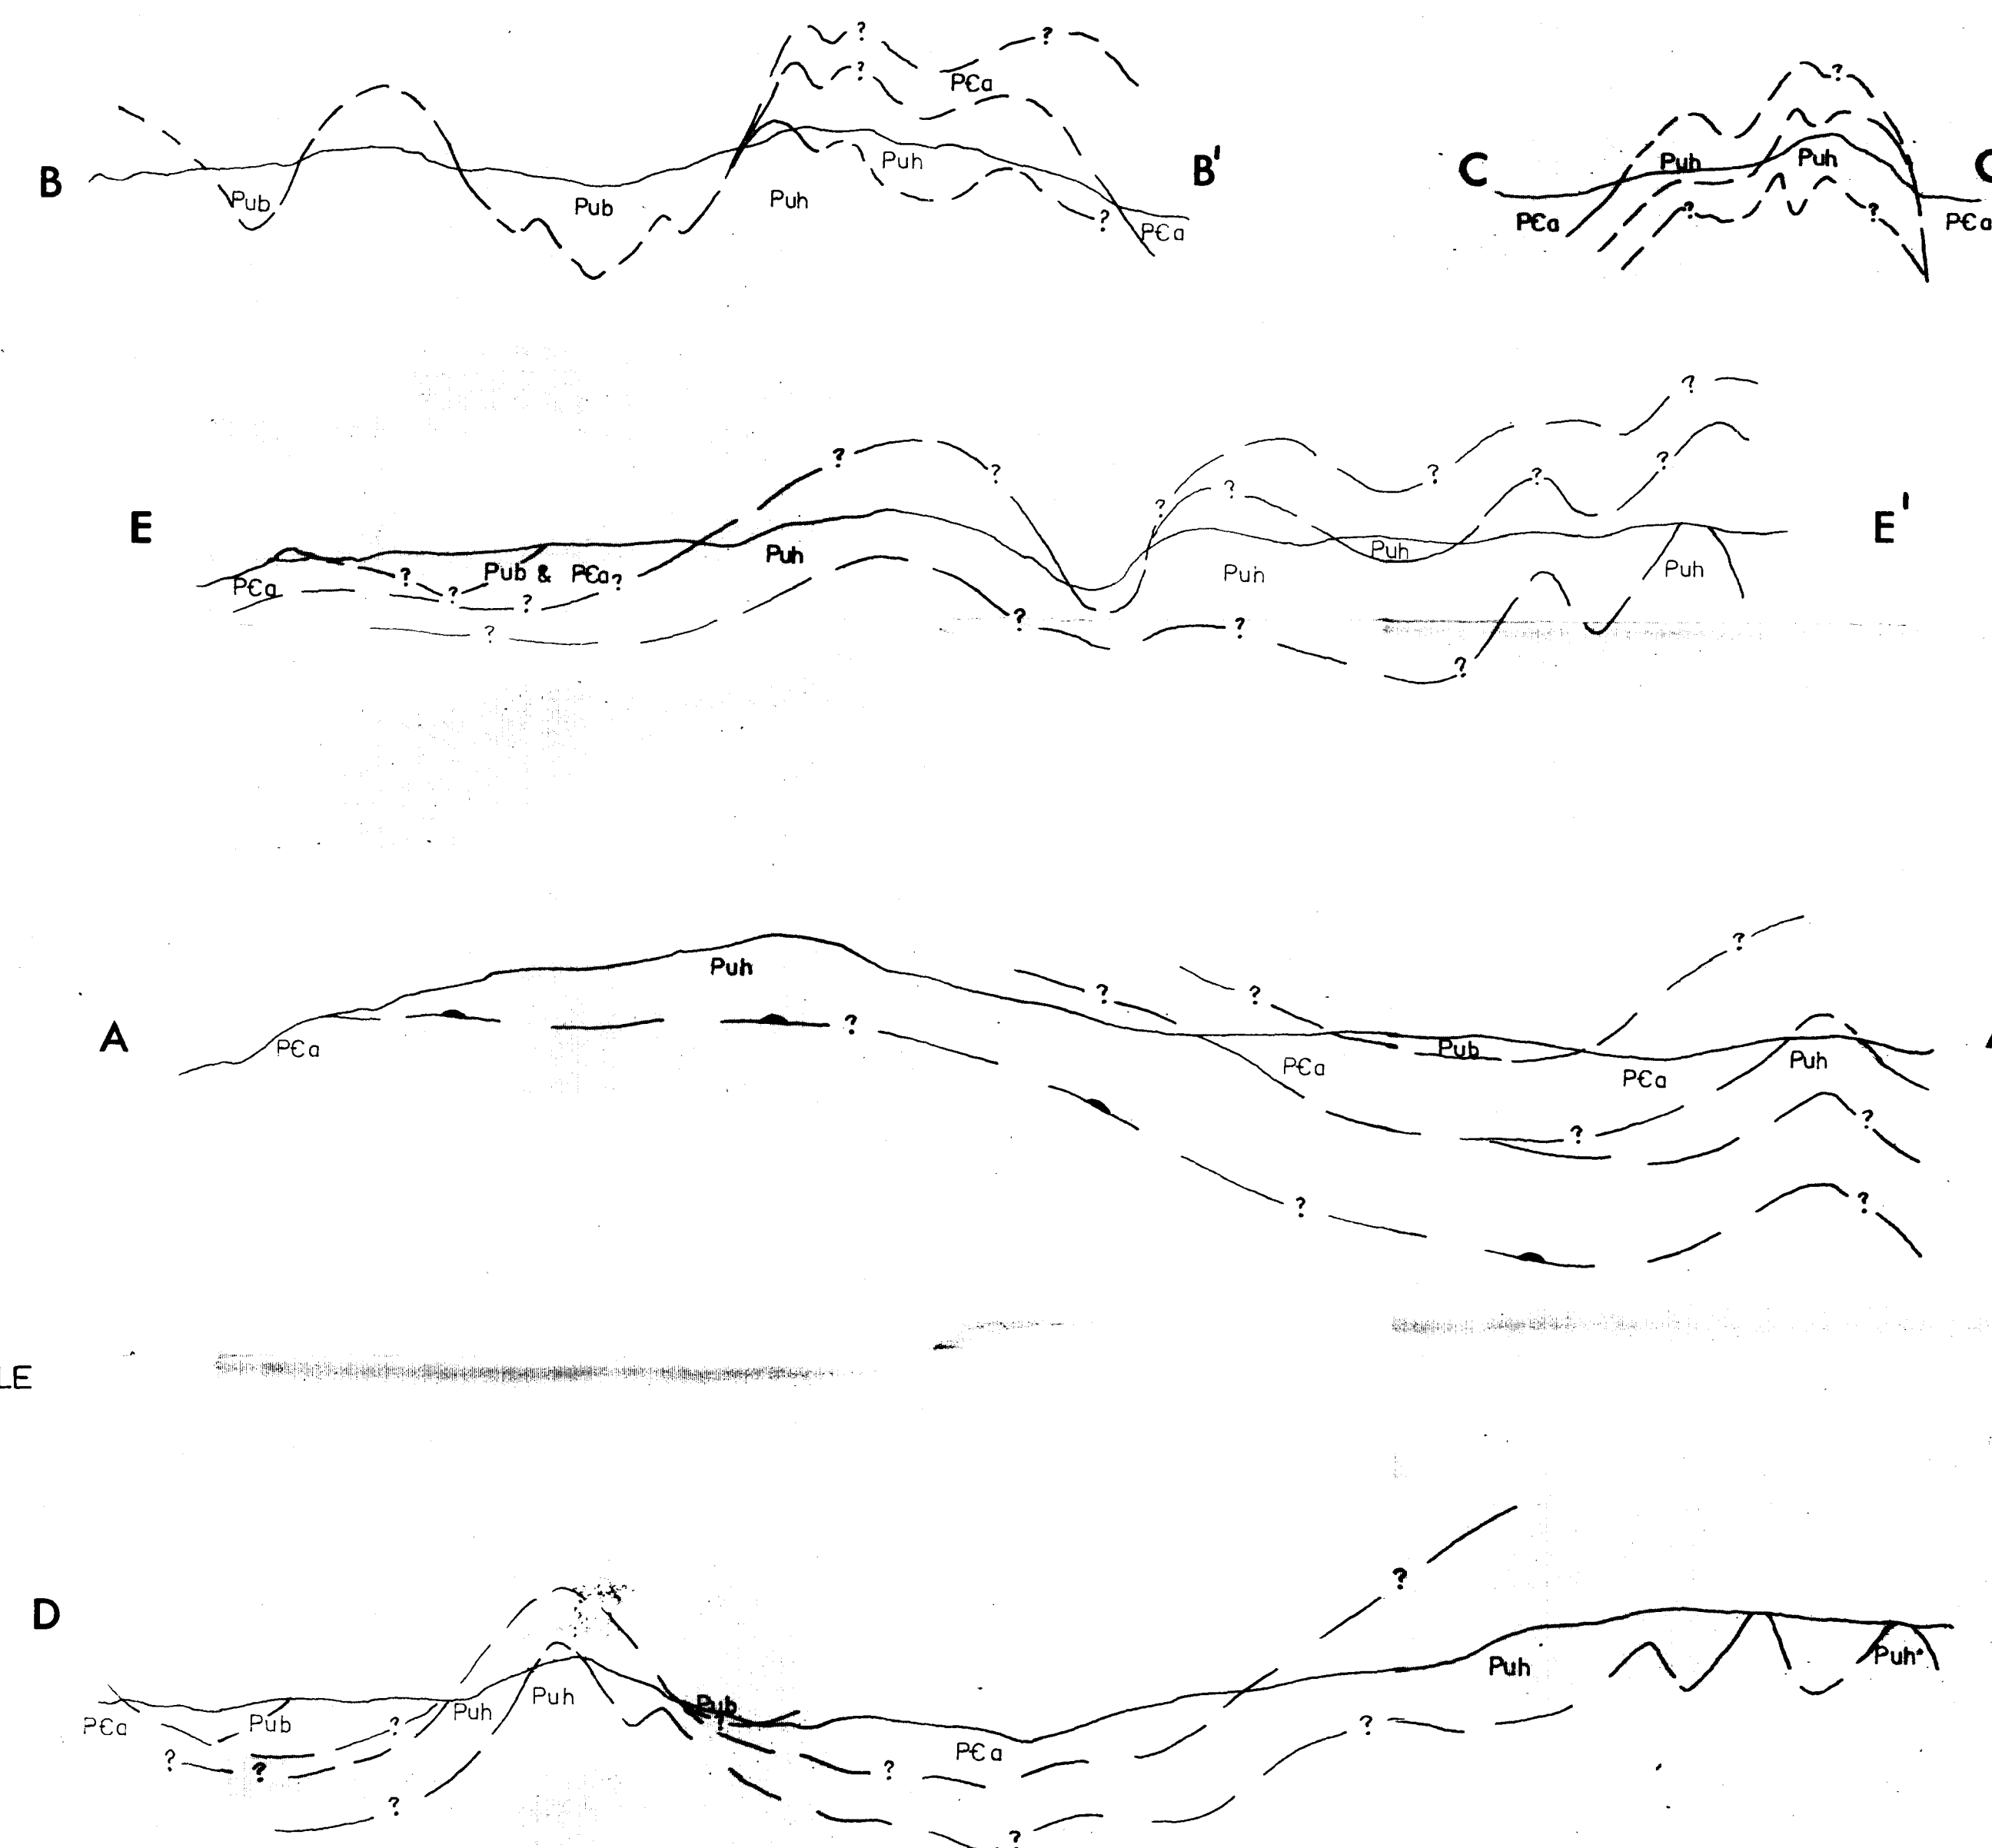 ? ?
? PЄa ?
B Puh B' C Puh Puh C
Pub Pub Puh ? PЄa PЄa ? ? PЄa
?
? ? ? ? ?
E ? ? E'
Puh Puh
PЄa ? ? Pub & PЄa? Puh Puh
? ? ? ?
?
?
Puh ? ?
A ? Pub
PЄa PЄa PЄa Puh
? ?
? ?
LE
?
D
Puh Puh
Puh Pub
PЄa Pub ? Puh PЄa ?
? ? ?
? ?